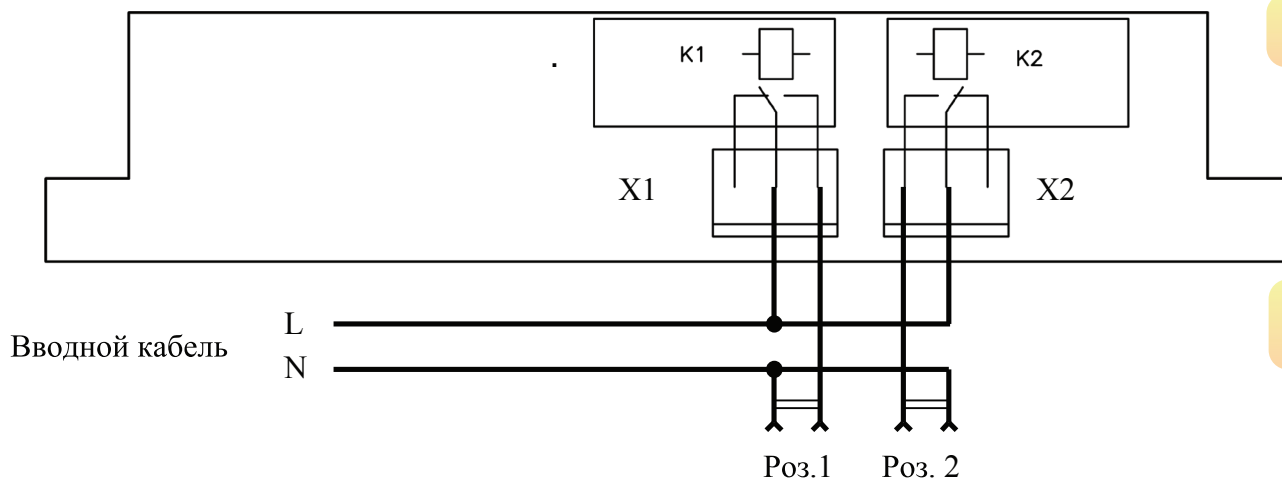 K1
K2
X1
X2
L
Вводной кабель
N
Роз.1
Роз. 2